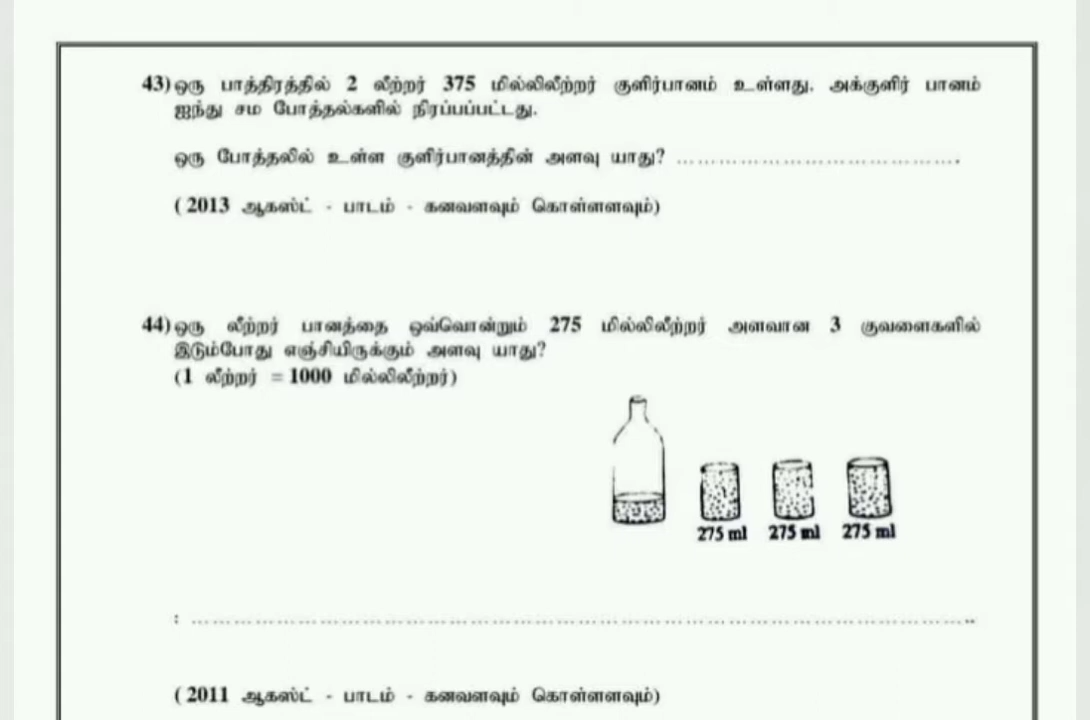 43) ஒரு பாத்திரத்தில் 2 லீற்றர் 375 மில்லிலீற்றர் குளிர்பானம் உள்ளது. அக்குளிர் பானம்
ஐந்து சம போத்தல்களில் நிரப்பப்பட்டது.
ஒரு போத்தலில் உள்ள குளிர்பானத்தின் அளவு யாது? ........................................
( 2013 ஆகஸ்ட் - பாடம் - கனவளவும் கொள்ளளவும்)
44) ஒரு லீற்றர் பானத்தை ஒவ்வொன்றும் 275 மில்லிலீற்றர் அளவான 3 குவளைகளில்
இடும்போது எஞ்சியிருக்கும் அளவு யாது?
(1 லீற்றர் = 1000 மில்லிலீற்றர்)
275 ml 275 ml 275 ml
: ................................................................................................................
( 2011 ஆகஸ்ட் - பாடம் - கனவளவும் கொள்ளளவும்)